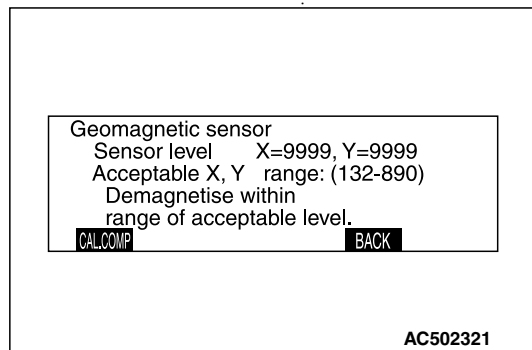 Geomagnetic sensor
Sensor level X=9999, Y=9999
Acceptable X, Y range: (132-890)
Demagnetise within
range of acceptable level.
CAL.COMP BACK
AC502321